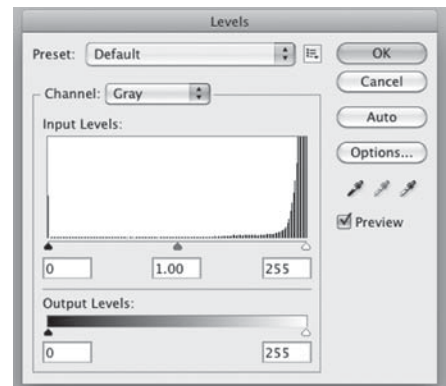 Levels
Preset: Default
OK
Cancel
Channel: Gray
Auto
Input Levels:
Options...
Preview
0 1.00 255
Output Levels:
0 255